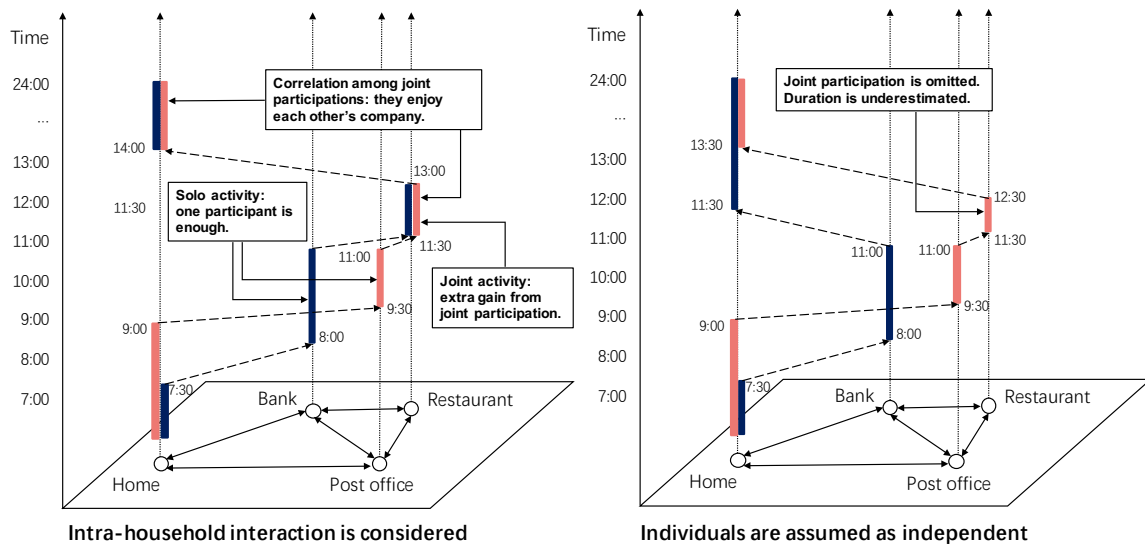 Time
24:00
...
13:00
12:00
11:00
10:00
9:00
8:00
7:00
Correlation among joint
participations: they enjoy
each other's company.
14:00
11:30
13:00
Solo activity:
one participant is
enough.
11:00
11:30
Joint activity:
extra gain from
joint participation.
9:30
9:00
8:00
7:30
Bank
Restaurant
Home
Post office
Intra-household interaction is considered
Time
24:00
...
13:00
12:00
11:00
10:00
9:00
8:00
7:00
Joint participation is omitted.
Duration is underestimated.
13:30
11:30
12:30
11:30
11:00
11:00
9:30
9:00
8:00
7:30
Bank
Restaurant
Home
Post office
Individuals are assumed as independent